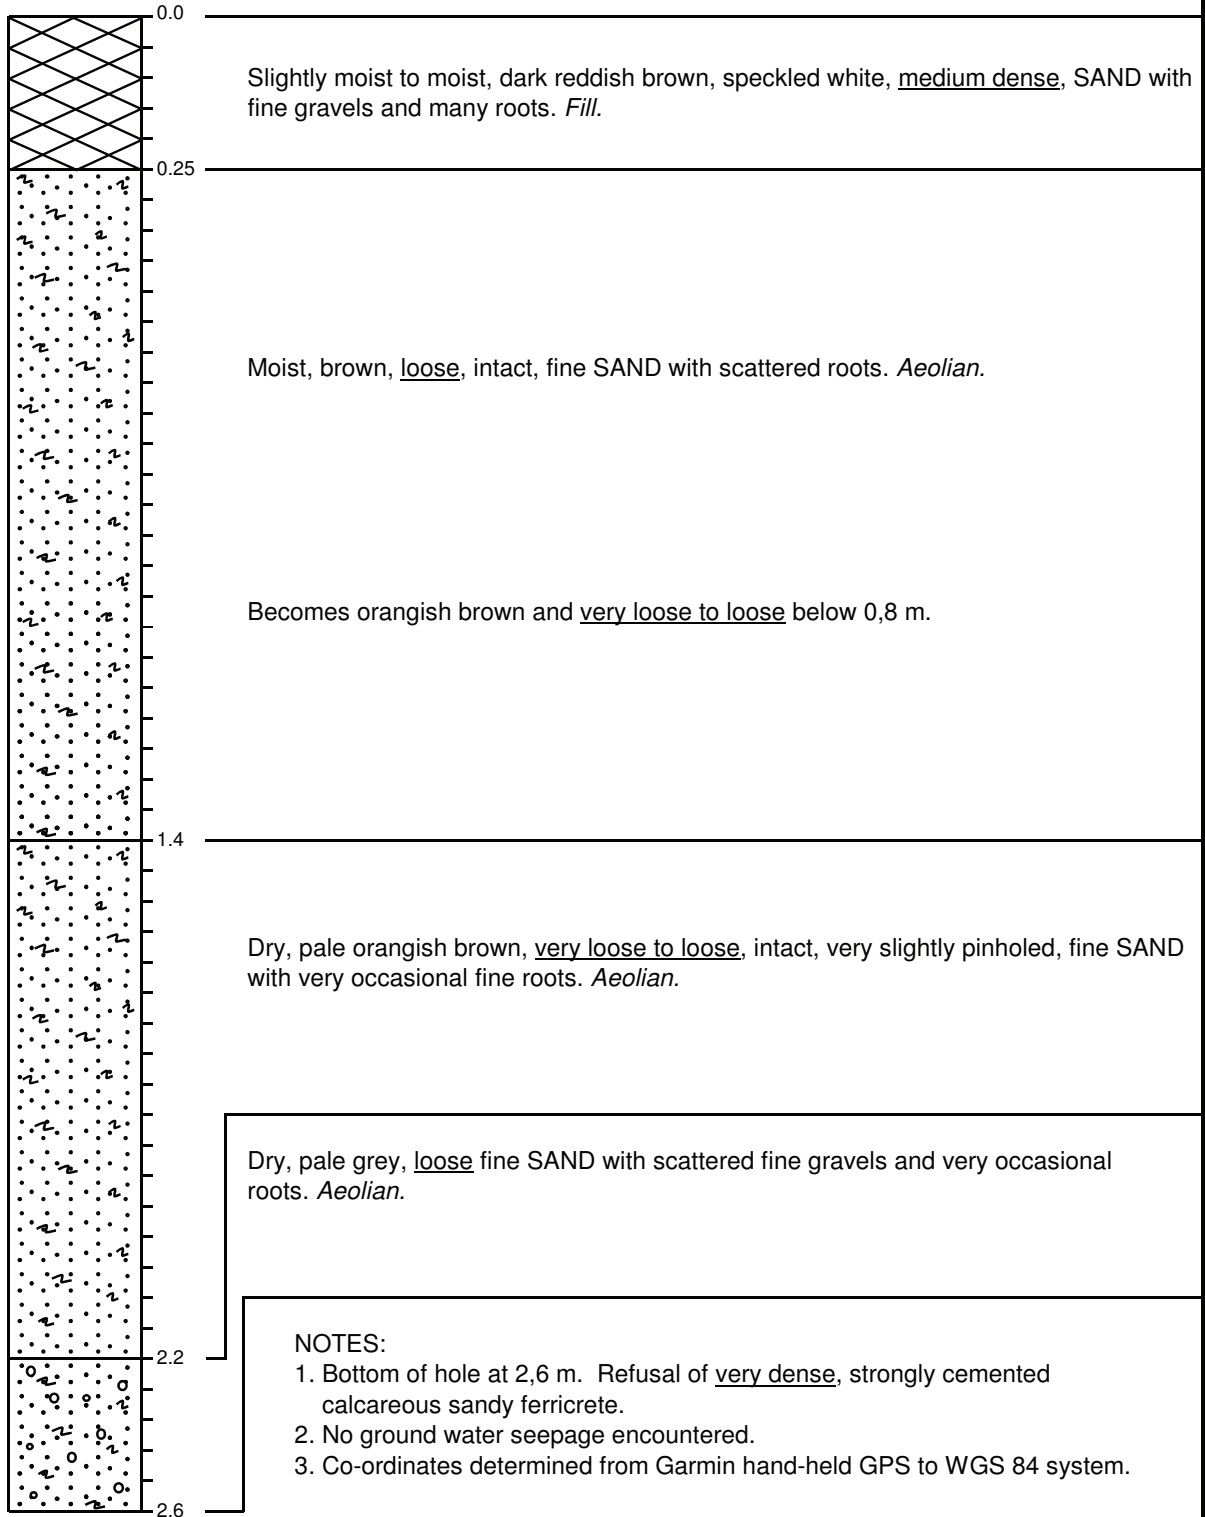 0.0
Slightly moist to moist, dark reddish brown, speckled white, medium dense, SAND with
fine gravels and many roots. Fill.
0.25
Moist, brown, loose, intact, fine SAND with scattered roots. Aeolian.
Becomes orangish brown and very loose to loose below 0,8 m.
1.4
Dry, pale orangish brown, very loose to loose, intact, very slightly pinholed, fine SAND
with very occasional fine roots. Aeolian.
Dry, pale grey, loose fine SAND with scattered fine gravels and very occasional
roots. Aeolian.
2.2
NOTES:
1. Bottom of hole at 2,6 m. Refusal of very dense, strongly cemented
calcareous sandy ferricrete.
2. No ground water seepage encountered.
3. Co-ordinates determined from Garmin hand-held GPS to WGS 84 system.
2.6